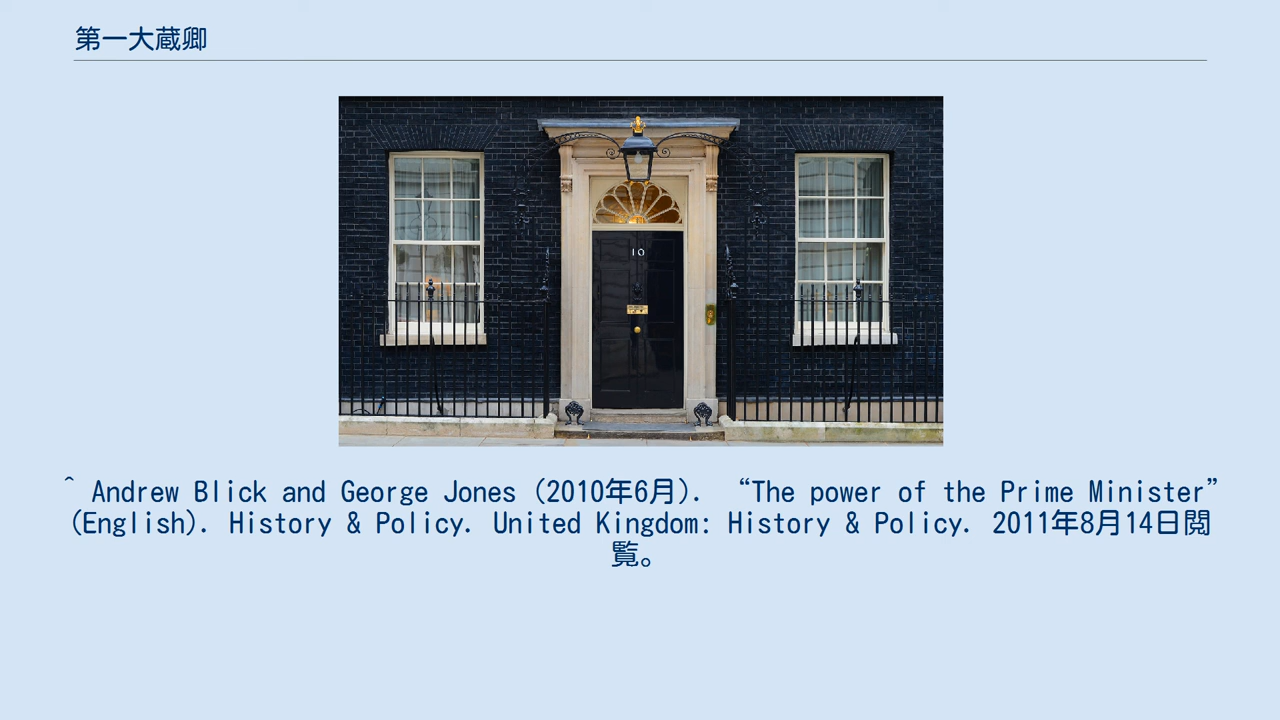 第一大蔵卿
10
^ Andrew Blick and George Jones (2010年6月). “The power of the Prime Minister”
(English). History & Policy. United Kingdom: History & Policy. 2011年8月14日閲
覧。